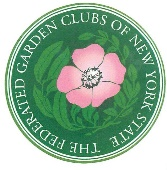 THE FEDERATED GARDEN CLUBS OF NEW YORK STATE